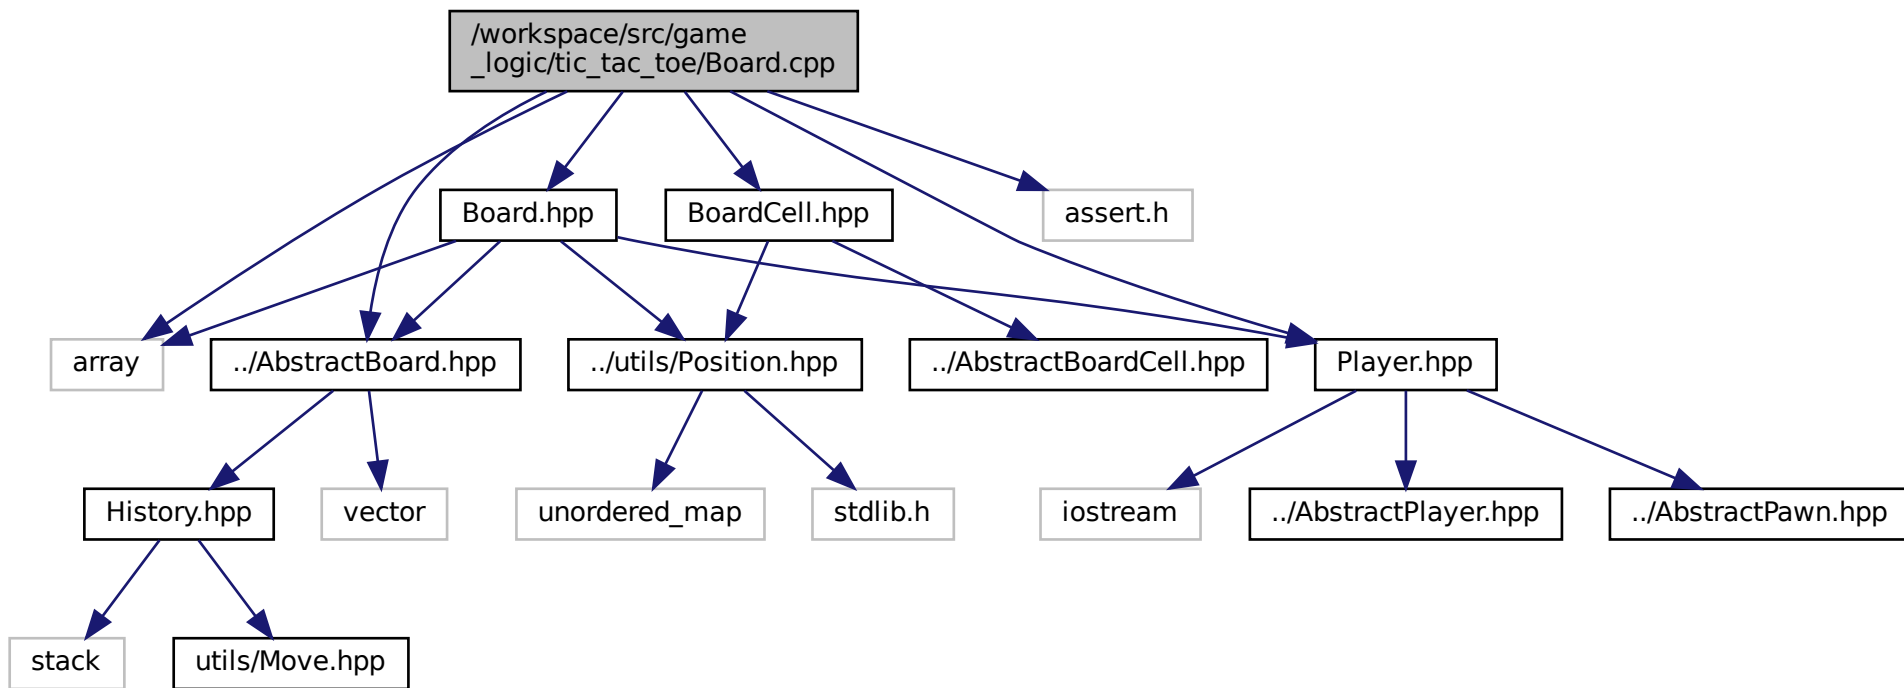 /workspace/src/game
_logic/tic_tac_toe/Board.cpp
Board.hpp
BoardCell.hpp
assert.h
array
../AbstractBoard.hpp
../utils/Position.hpp
../AbstractBoardCell.hpp
Player.hpp
History.hpp
vector
unordered_map
stdlib.h
iostream
../AbstractPlayer.hpp
../AbstractPawn.hpp
stack
utils/Move.hpp